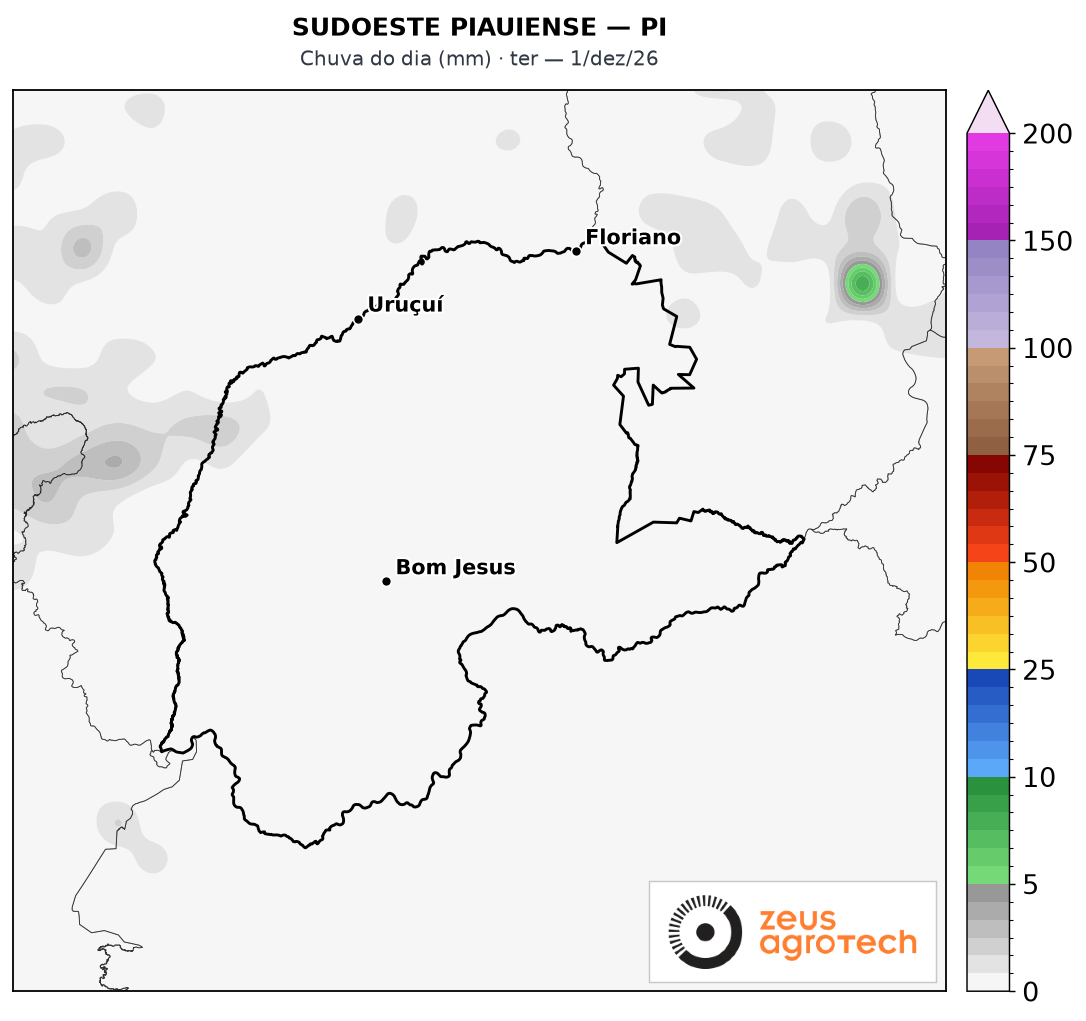 SUDOESTE PIAUIENSE — PI
Chuva do dia (mm) · ter — 1/dez/26
Floriano
Uruçuí
Bom Jesus
200
150
100
75
50
25
10
5
0
zeus
agrotech